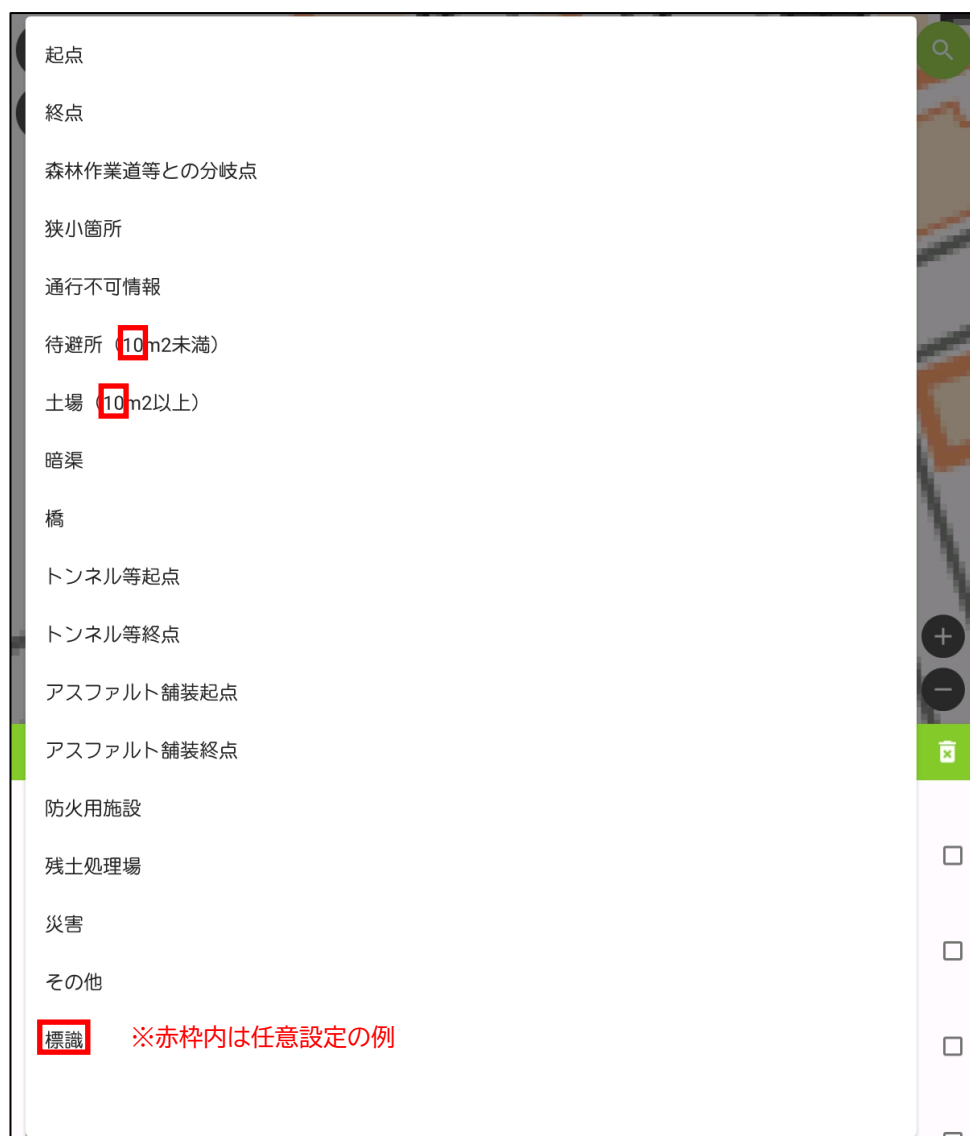 起点
終点
森林作業道等との分岐点
狭小箇所
通行不可情報
待避所（10m2未満）
土場（10m2以上）
暗渠
橋
トンネル等起点
トンネル等終点
アスファルト舗装起点
アスファルト舗装終点
防火用施設
残土処理場
災害
その他
標識 ※赤枠内は任意設定の例